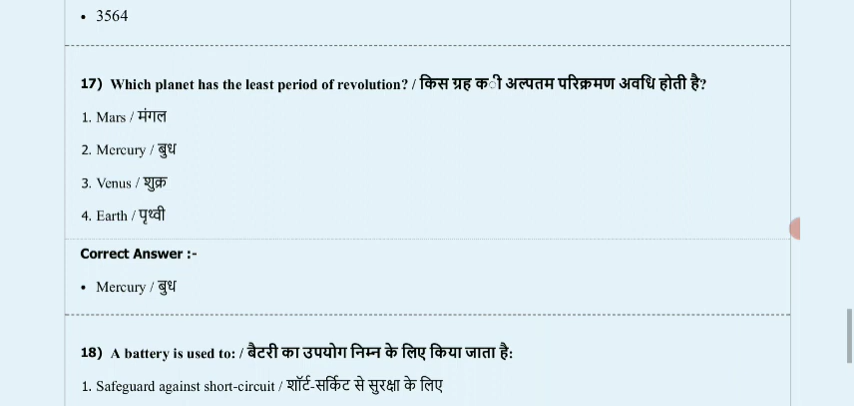 • 3564
17) Which planet has the least period of revolution? / किस ग्रह क ी अल्पतम परिक्रमण अवधि होती है?
1. Mars / मंगल
2. Mercury / बुध
3. Venus / शुक्र
4. Earth / पृथ्वी
Correct Answer :-
• Mercury / बुध
18) A battery is used to: / बैटरी का उपयोग निम्न के लिए किया जाता है:
1. Safeguard against short-circuit / शॉर्ट-सर्किट से सुरक्षा के लिए